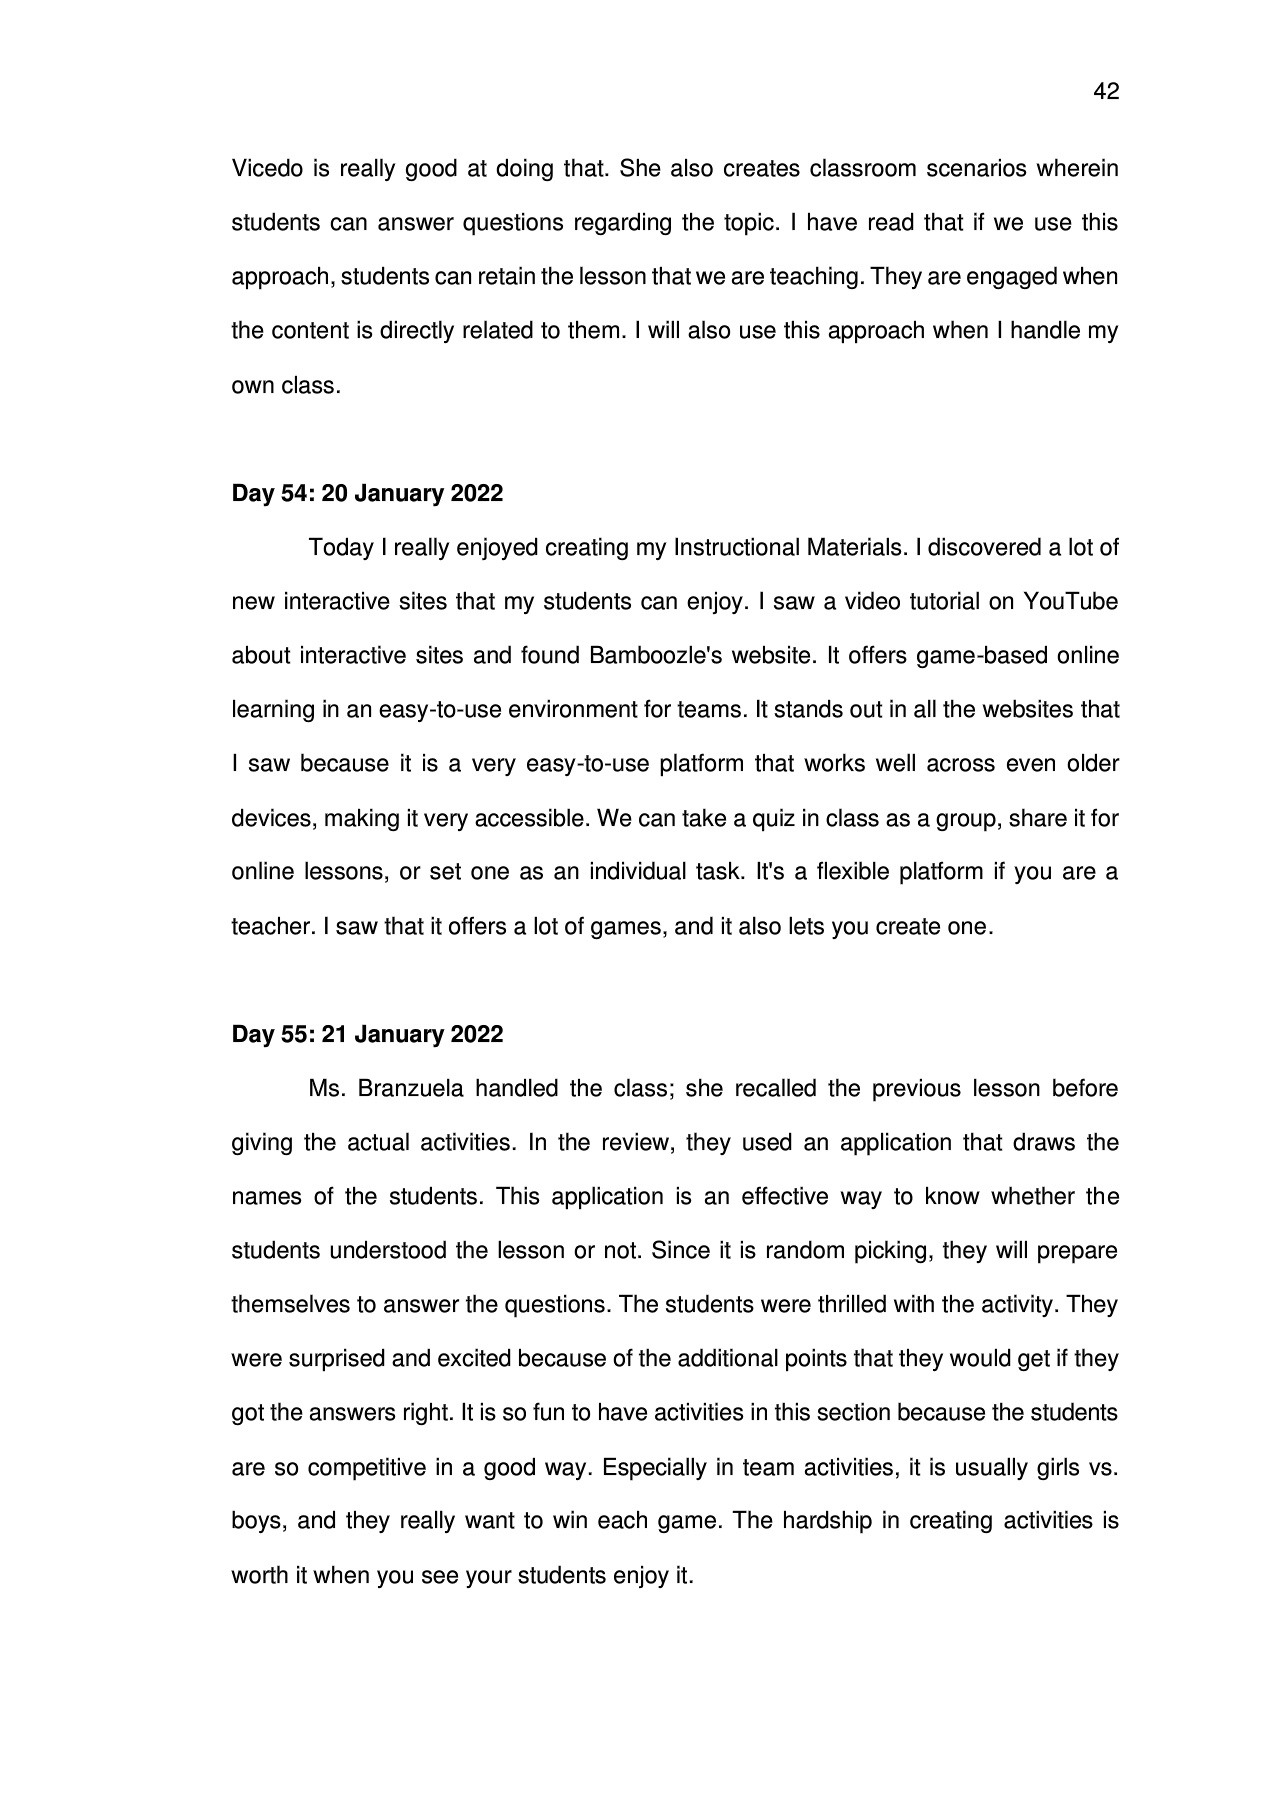 42
Vicedo is really good at doing that. She also creates classroom scenarios wherein
students can answer questions regarding the topic. I have read that if we use this
approach, students can retain the lesson that we are teaching. They are engaged when
the content is directly related to them. I will also use this approach when I handle my
own class.
Day 54: 20 January 2022
Today I really enjoyed creating my Instructional Materials. I discovered a lot of
new interactive sites that my students can enjoy. I saw a video tutorial on YouTube
about interactive sites and found Bamboozle's website. It offers game-based online
learning in an easy-to-use environment for teams. It stands out in all the websites that
I saw because it is a very easy-to-use platform that works well across even older
devices, making it very accessible. We can take a quiz in class as a group, share it for
online lessons, or set one as an individual task. It's a flexible platform if you are a
teacher. I saw that it offers a lot of games, and it also lets you create one.
Day 55: 21 January 2022
Ms. Branzuela handled the class; she recalled the previous lesson before
giving the actual activities. In the review, they used an application that draws the
names of the students. This application is an effective way to know whether the
students understood the lesson or not. Since it is random picking, they will prepare
themselves to answer the questions. The students were thrilled with the activity. They
were surprised and excited because of the additional points that they would get if they
got the answers right. It is so fun to have activities in this section because the students
are so competitive in a good way. Especially in team activities, it is usually girls vs.
boys, and they really want to win each game. The hardship in creating activities is
worth it when you see your students enjoy it.